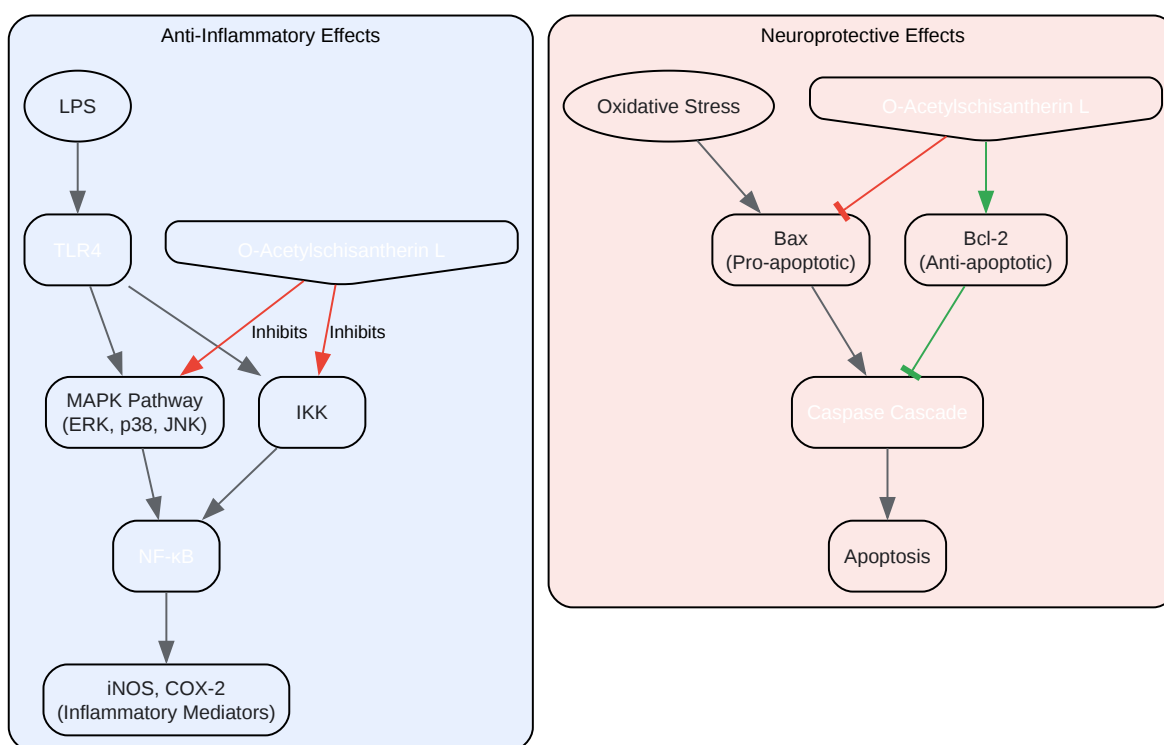 Anti-Inflammatory Effects
LPS
TLR4
O-Acetylschisantherin L
Inhibits
Inhibits
MAPK Pathway
(ERK, p38, JNK)
IKK
NF-κB
iNOS, COX-2
(Inflammatory Mediators)
Neuroprotective Effects
Oxidative Stress
O-Acetylschisantherin L
Bax
(Pro-apoptotic)
Bcl-2
(Anti-apoptotic)
Caspase Cascade
Apoptosis